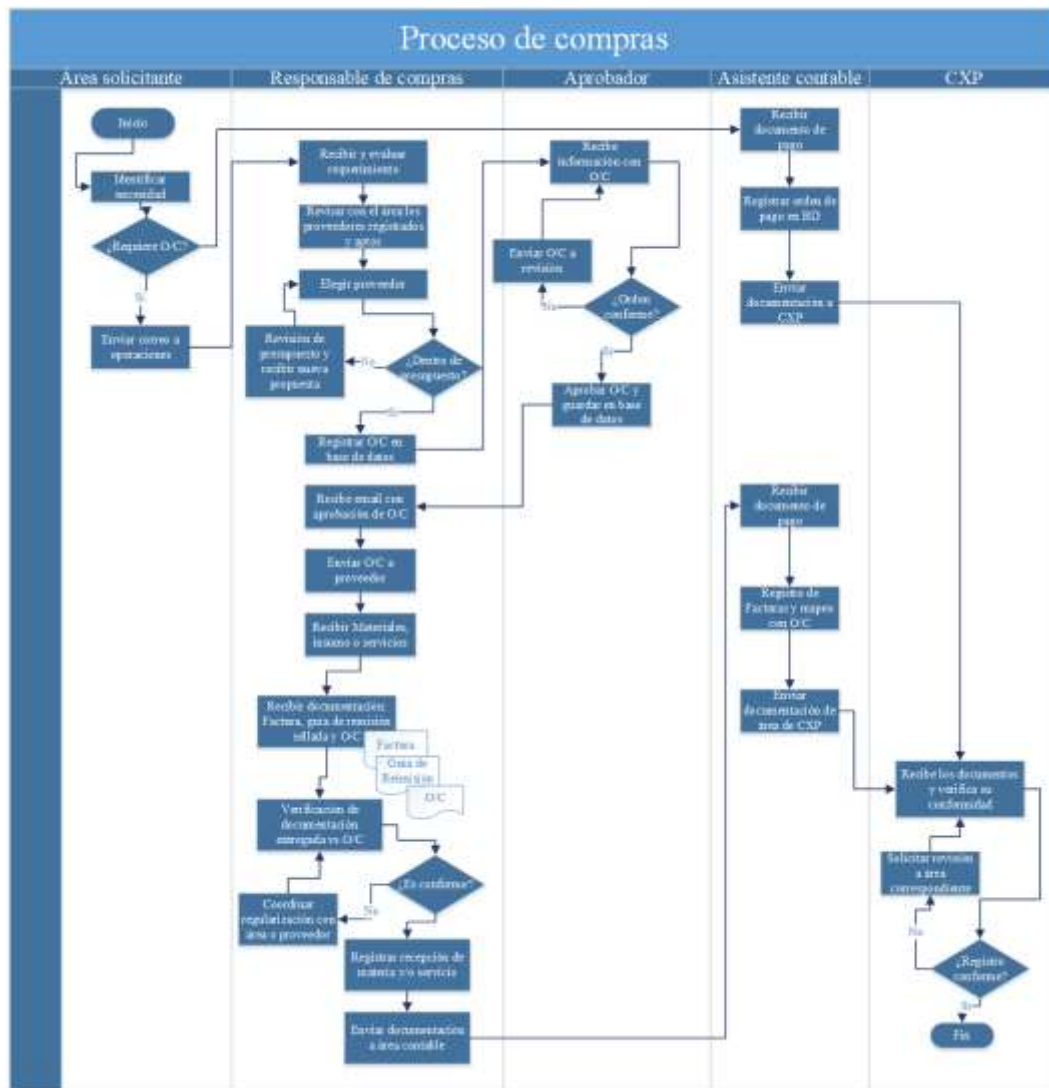 Proceso de compras
Área solicitante
Responsable de compras
Aprobador
Asistente contable
CXP
Inicio
Identificar
necesidad
¿Requiere O/C?
Si
Enviar correo a
operaciones
Recibir y evaluar
requerimiento
Revisar con el área los
proveedores registrados
y aptos
Elegir proveedor
Revisión de
presupuesto y
recibir nueva
propuesta
No
¿Dentro de
presupuesto?
Si
Registrar O/C en
base de datos
Recibe email con
aprobación de O/C
Enviar O/C a
proveedor
Recibir Materiales,
insumo o servicios
Recibir documentación:
Factura, guía de remisión
sellada y O/C
Factura
Guía de
Remisión
O/C
Verificación de
documentación
entregada vs O/C
¿Es conforme?
No
Coordinar
regularización con
área o proveedor
Registrar recepción de
materia y/o servicio
Enviar documentación
a área contable
Recibe
información con
O/C
Enviar O/C a
revisión
No
¿Orden
conforme?
Si
Aprobar O/C y
guardar en base
de datos
Recibir
documento de
pago
Registrar orden de
pago en BD
Enviar
documentación a
CXP
Recibir
documento de
pago
Registro de
Facturas y mapeo
con O/C
Enviar
documentación de
área de CXP
Recibe los documentos
y verifica su
conformidad
Solicitar revisión
a área
correspondiente
No
¿Registro
conforme?
Si
Fin